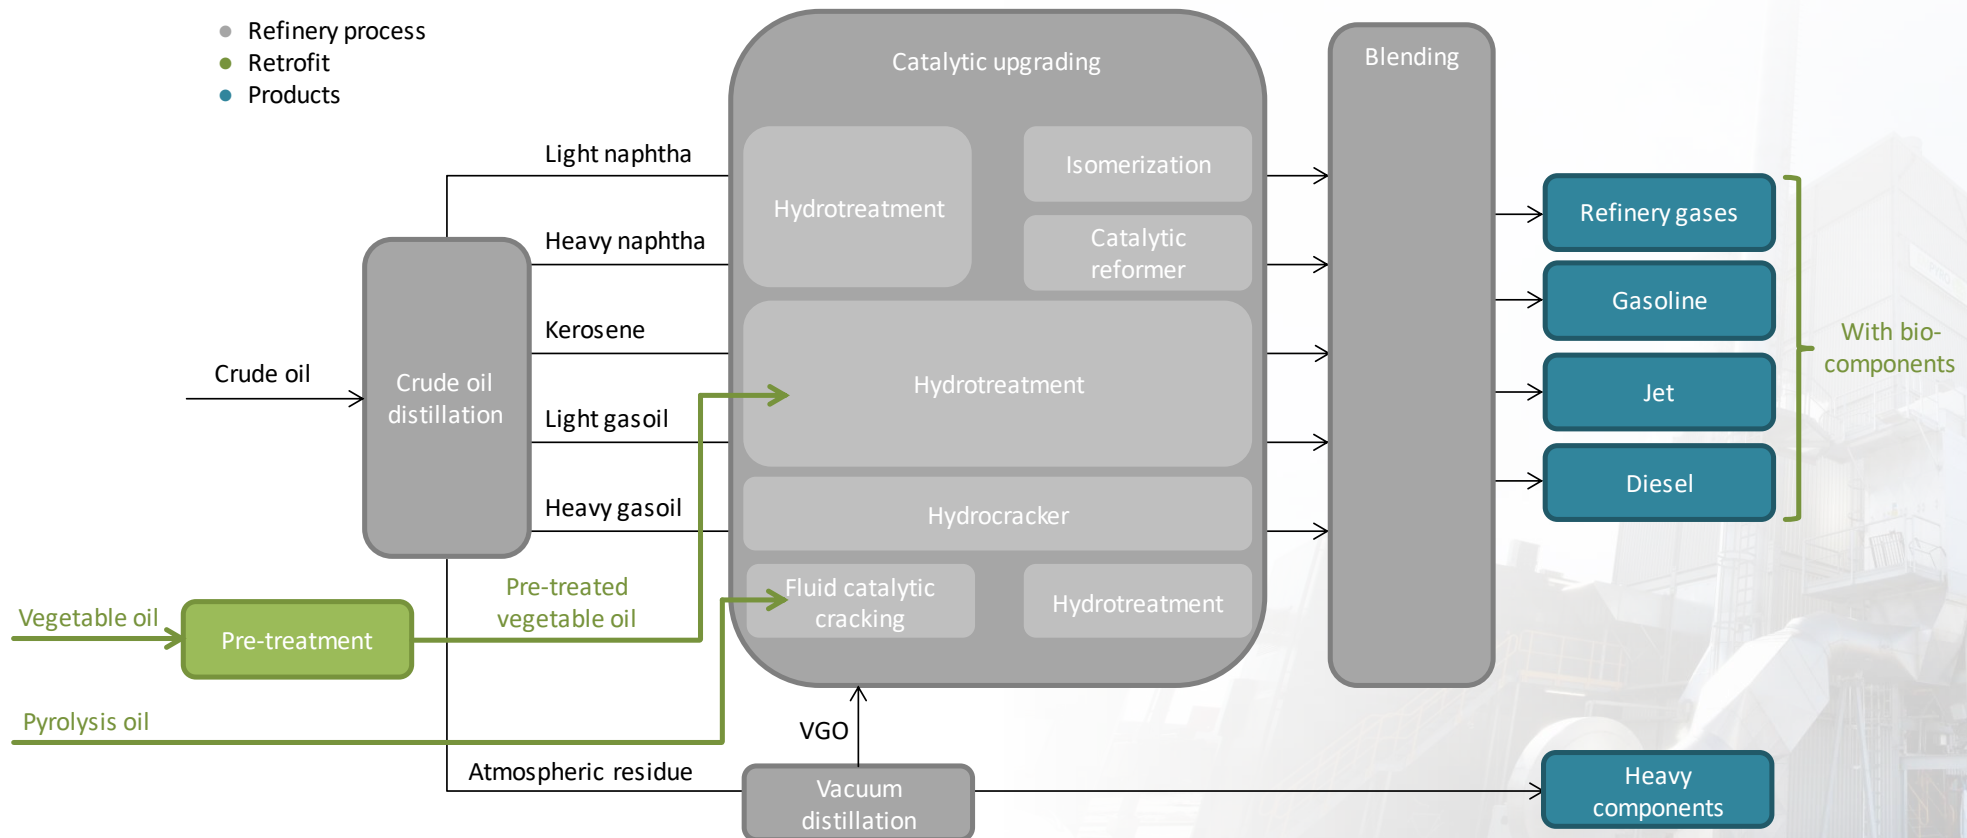 Refinery process
Retrofit
Products
Catalytic upgrading
Blending
Light naphtha
Hydrotreatment
Isomerization
Heavy naphtha
Catalytic
reformer
Refinery gases
Gasoline
Kerosene
Hydrotreatment
With bio-
components
Crude oil
Crude oil
distillation
Jet
Light gasoil
Diesel
Heavy gasoil
Hydrocracker
Vegetable oil
Pre-treatment
Pre-treated
vegetable oil
Fluid catalytic
cracking
Hydrotreatment
Pyrolysis oil
VGO
Atmospheric residue
Vacuum
distillation
Heavy
components